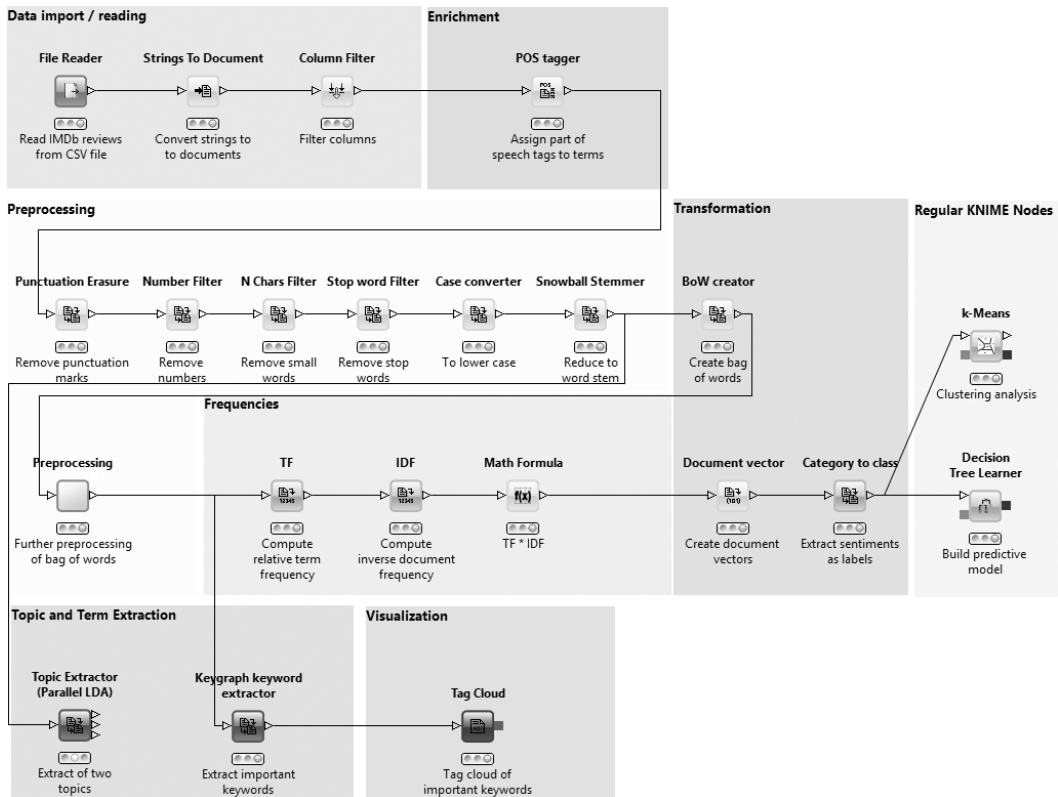 Data import / reading
Enrichment
File Reader
Strings To Document
Column Filter
POS tagger
POS
Read IMDb reviews
from CSV file
Convert strings to
to documents
Filter columns
Assign part of
speech tags to terms
Preprocessing
Transformation
Regular KNIME Nodes
Punctuation Erasure
Number Filter
N Chars Filter
Stop word Filter
Case converter
Snowball Stemmer
BoW creator
k-Means
Remove punctuation
marks
Remove
numbers
Remove small
words
Remove stop
words
To lower case
Reduce to
word stem
Create bag
of words
Clustering analysis
Frequencies
Preprocessing
TF
IDF
Math Formula
Document vector
Category to class
Decision
Tree Learner
12345
12345
f(x)
(101)
Further preprocessing
of bag of words
Compute
relative term
frequency
Compute
inverse document
frequency
TF * IDF
Create document
vectors
Extract sentiments
as labels
Build predictive
model
Topic and Term Extraction
Visualization
Topic Extractor
(Parallel LDA)
Keygraph keyword
extractor
Tag Cloud
Extract of two
topics
Extract important
keywords
Tag cloud of
important keywords